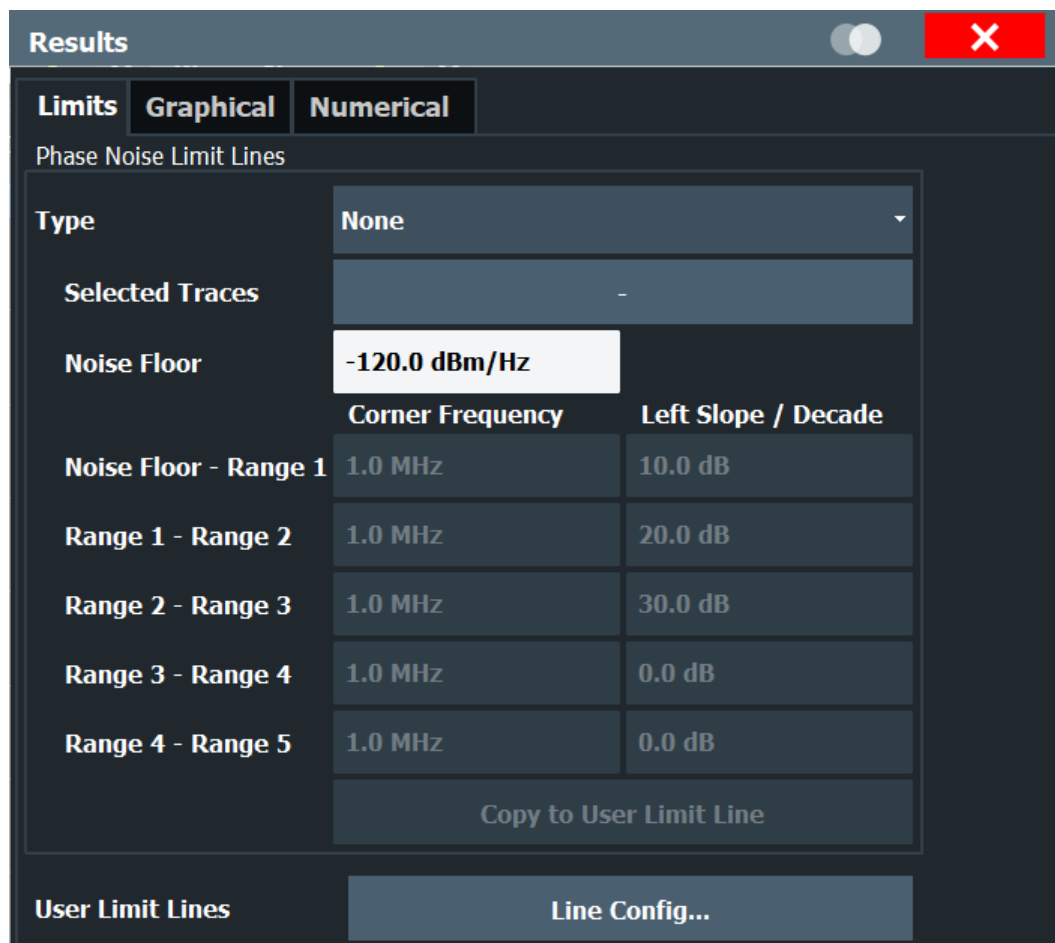 Results
Limits Graphical Numerical
Phase Noise Limit Lines
Type None
Selected Traces -
Noise Floor -120.0 dBm/Hz
Corner Frequency Left Slope / Decade
Noise Floor - Range 1 1.0 MHz 10.0 dB
Range 1 - Range 2 1.0 MHz 20.0 dB
Range 2 - Range 3 1.0 MHz 30.0 dB
Range 3 - Range 4 1.0 MHz 0.0 dB
Range 4 - Range 5 1.0 MHz 0.0 dB
Copy to User Limit Line
User Limit Lines Line Config...